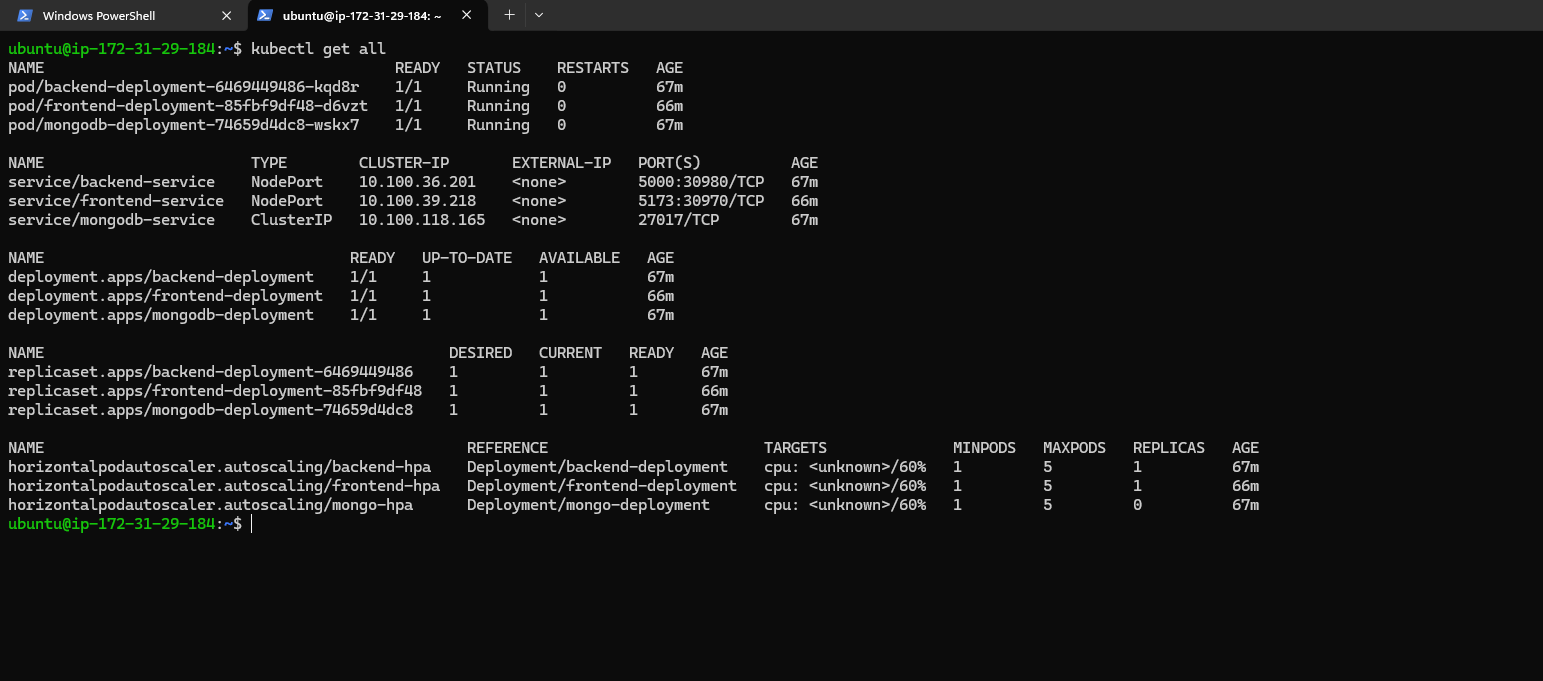 Windows PowerShell
ubuntu@ip-172-31-29-184: ~
ubuntu@ip-172-31-29-184:~$ kubectl get all
NAME READY STATUS RESTARTS AGE
pod/backend-deployment-6469449486-kqd8r 1/1 Running 0 67m
pod/frontend-deployment-85fbf9df48-d6vzt 1/1 Running 0 66m
pod/mongodb-deployment-74659d4dc8-wskx7 1/1 Running 0 67m
NAME TYPE CLUSTER-IP EXTERNAL-IP PORT(S) AGE
service/backend-service NodePort 10.100.36.201 <none> 5000:30980/TCP 67m
service/frontend-service NodePort 10.100.39.218 <none> 5173:30970/TCP 66m
service/mongodb-service ClusterIP 10.100.118.165 <none> 27017/TCP 67m
NAME READY UP-TO-DATE AVAILABLE AGE
deployment.apps/backend-deployment 1/1 1 1 67m
deployment.apps/frontend-deployment 1/1 1 1 66m
deployment.apps/mongodb-deployment 1/1 1 1 67m
NAME DESIRED CURRENT READY AGE
replicaset.apps/backend-deployment-6469449486 1 1 1 67m
replicaset.apps/frontend-deployment-85fbf9df48 1 1 1 66m
replicaset.apps/mongodb-deployment-74659d4dc8 1 1 1 67m
NAME REFERENCE TARGETS MINPODS MAXPODS REPLICAS AGE
horizontalpodautoscaler.autoscaling/backend-hpa Deployment/backend-deployment cpu: <unknown>/60% 1 5 1 67m
horizontalpodautoscaler.autoscaling/frontend-hpa Deployment/frontend-deployment cpu: <unknown>/60% 1 5 1 66m
horizontalpodautoscaler.autoscaling/mongo-hpa Deployment/mongo-deployment cpu: <unknown>/60% 1 5 0 67m
ubuntu@ip-172-31-29-184:~$